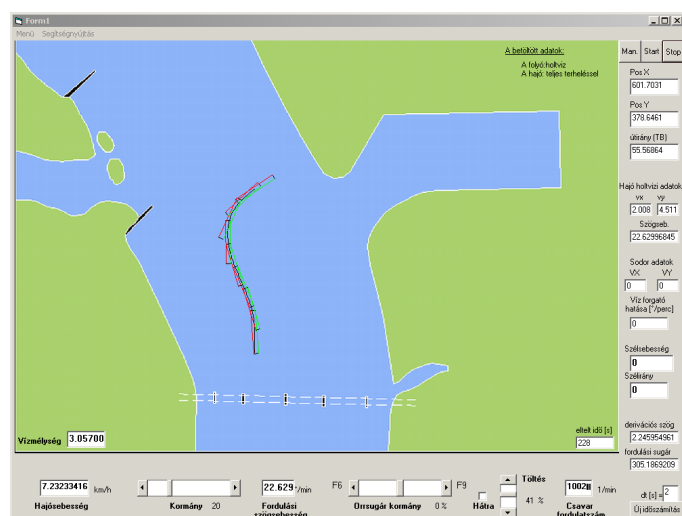 Form1
Menü Segítségnyújtás
A betöltött adatok:
A folyó:holtvíz
A hajó: teljes terheléssel
Man. Start Stop
Pos X
601.7031
Pos Y
378.6461
útirány (TB)
55.56864
Hajó holtvizi adatok
vx vy
2.008 4.511
Szögseb.
22.62996845
Sodor adatok
VX VY
0 0
Víz forgató
hatása [°/perc]
0
Szélsebesség
0
Szélirány
0
derivációs szög
2.245954961
fordulási sugár
305.1869209
dt [s] = 2
Új időszámítás
Vízmélység 3.05700
eltelt idő [s]
228
7.23233416 km/h
Hajósebesség
Kormány 20
22.629 °/min
Fordulási
szögsebesség
F6 F9
Orrsugár kormány 0 %
Hátra
Töltés
41 %
1002 1/min
Csavar
fordulatszám